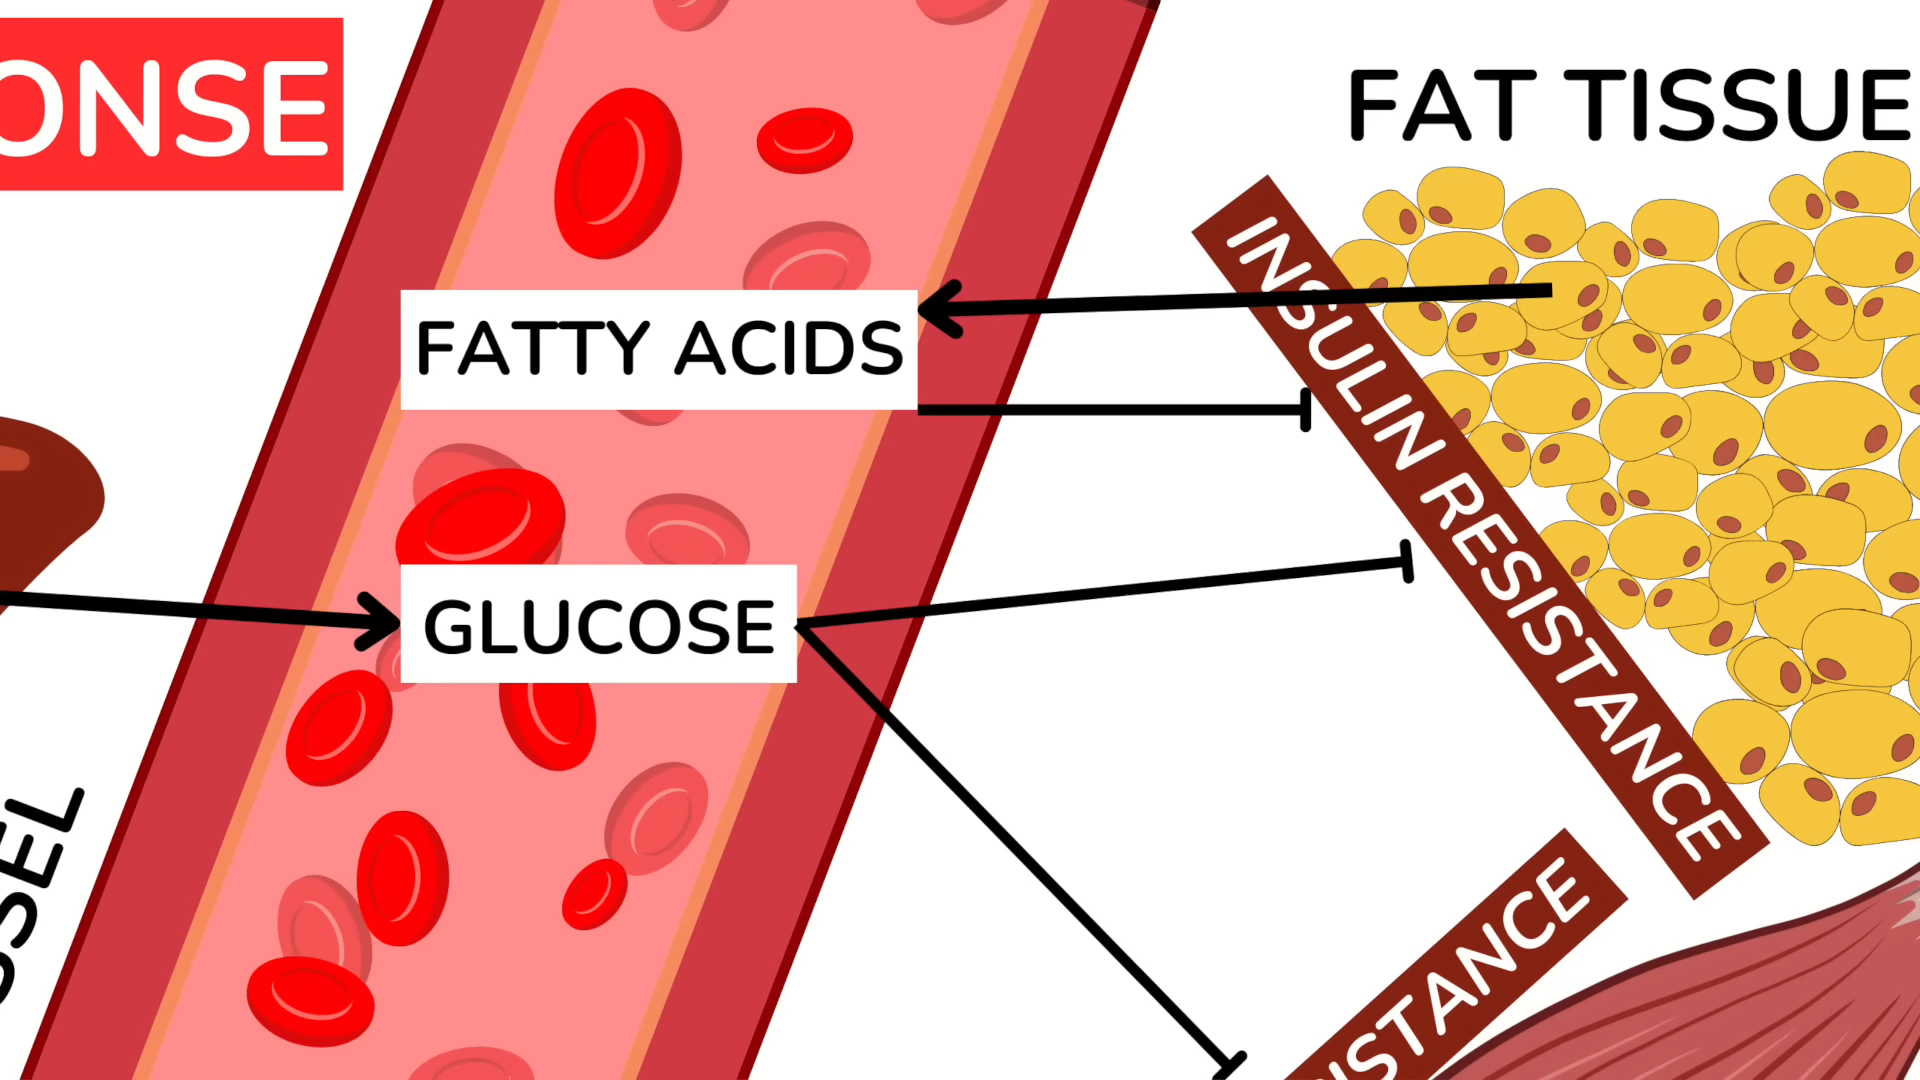 ONSE
FAT TISSUE
INSULIN RESISTANCE
FATTY ACIDS
GLUCOSE
SEL
STANCE